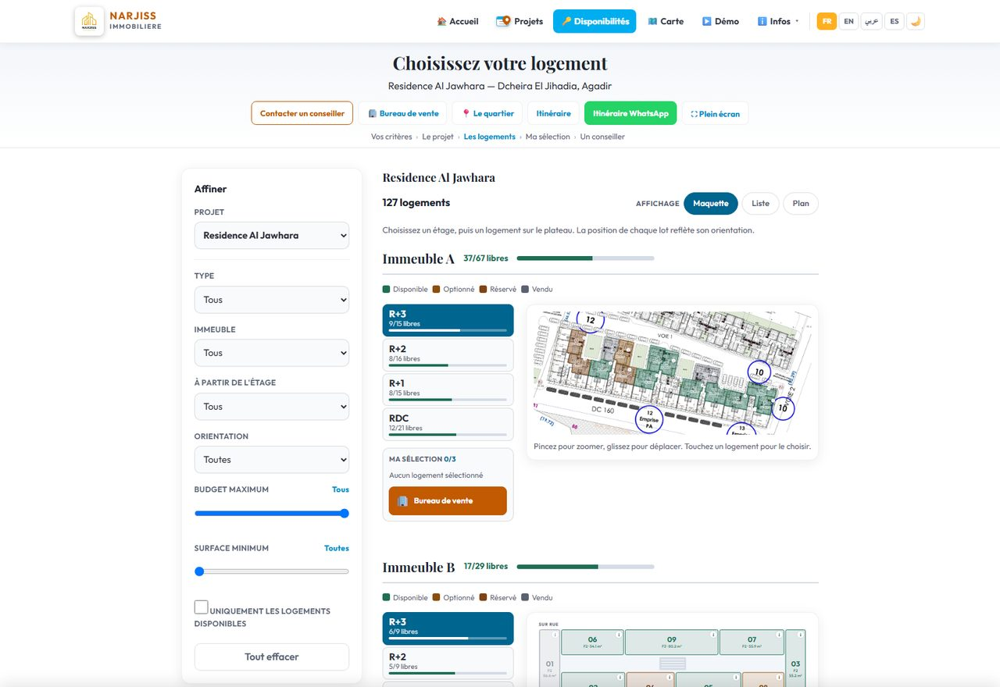 NARJISS
IMMOBILIERE
Accueil
Projets
Disponibilités
Carte
Démo
Infos
FR
EN
عربي
ES
Choisissez votre logement
Residence Al Jawhara — Dcheira El Jihadia, Agadir
Contacter un conseiller
Bureau de vente
Le quartier
Itinéraire
Itinéraire WhatsApp
Plein écran
Vos critères › Le projet › Les logements › Ma sélection › Un conseiller
Affiner
PROJET
Residence Al Jawhara
TYPE
Tous
IMMEUBLE
Tous
À PARTIR DE L'ÉTAGE
Tous
ORIENTATION
Toutes
BUDGET MAXIMUM Tous
SURFACE MINIMUM Toutes
UNIQUEMENT LES LOGEMENTS
DISPONIBLES
Tout effacer
Residence Al Jawhara
127 logements
AFFICHAGE Maquette Liste Plan
Choisissez un étage, puis un logement sur le plateau. La position de chaque lot reflète son orientation.
Immeuble A 37/67 libres
Disponible Optionné Réservé Vendu
R+3
9/15 libres
R+2
8/16 libres
R+1
8/15 libres
RDC
12/21 libres
MA SÉLECTION 0/3
Aucun logement sélectionné
Bureau de vente
12
VOIE 1
10
VOIE 2
10
DC 160
12
Emprise
PA
13
Emprise
(19.72)
Pincez pour zoomer, glissez pour déplacer. Touchez un logement pour le choisir.
Immeuble B 17/29 libres
Disponible Optionné Réservé Vendu
R+3
6/9 libres
R+2
5/9 libres
SUR RUE
06
F2·54.1 m²
09
F3·80.2 m²
07
F2·55.9 m²
01
F2
56.6 m²
03
F2
55.2 m²